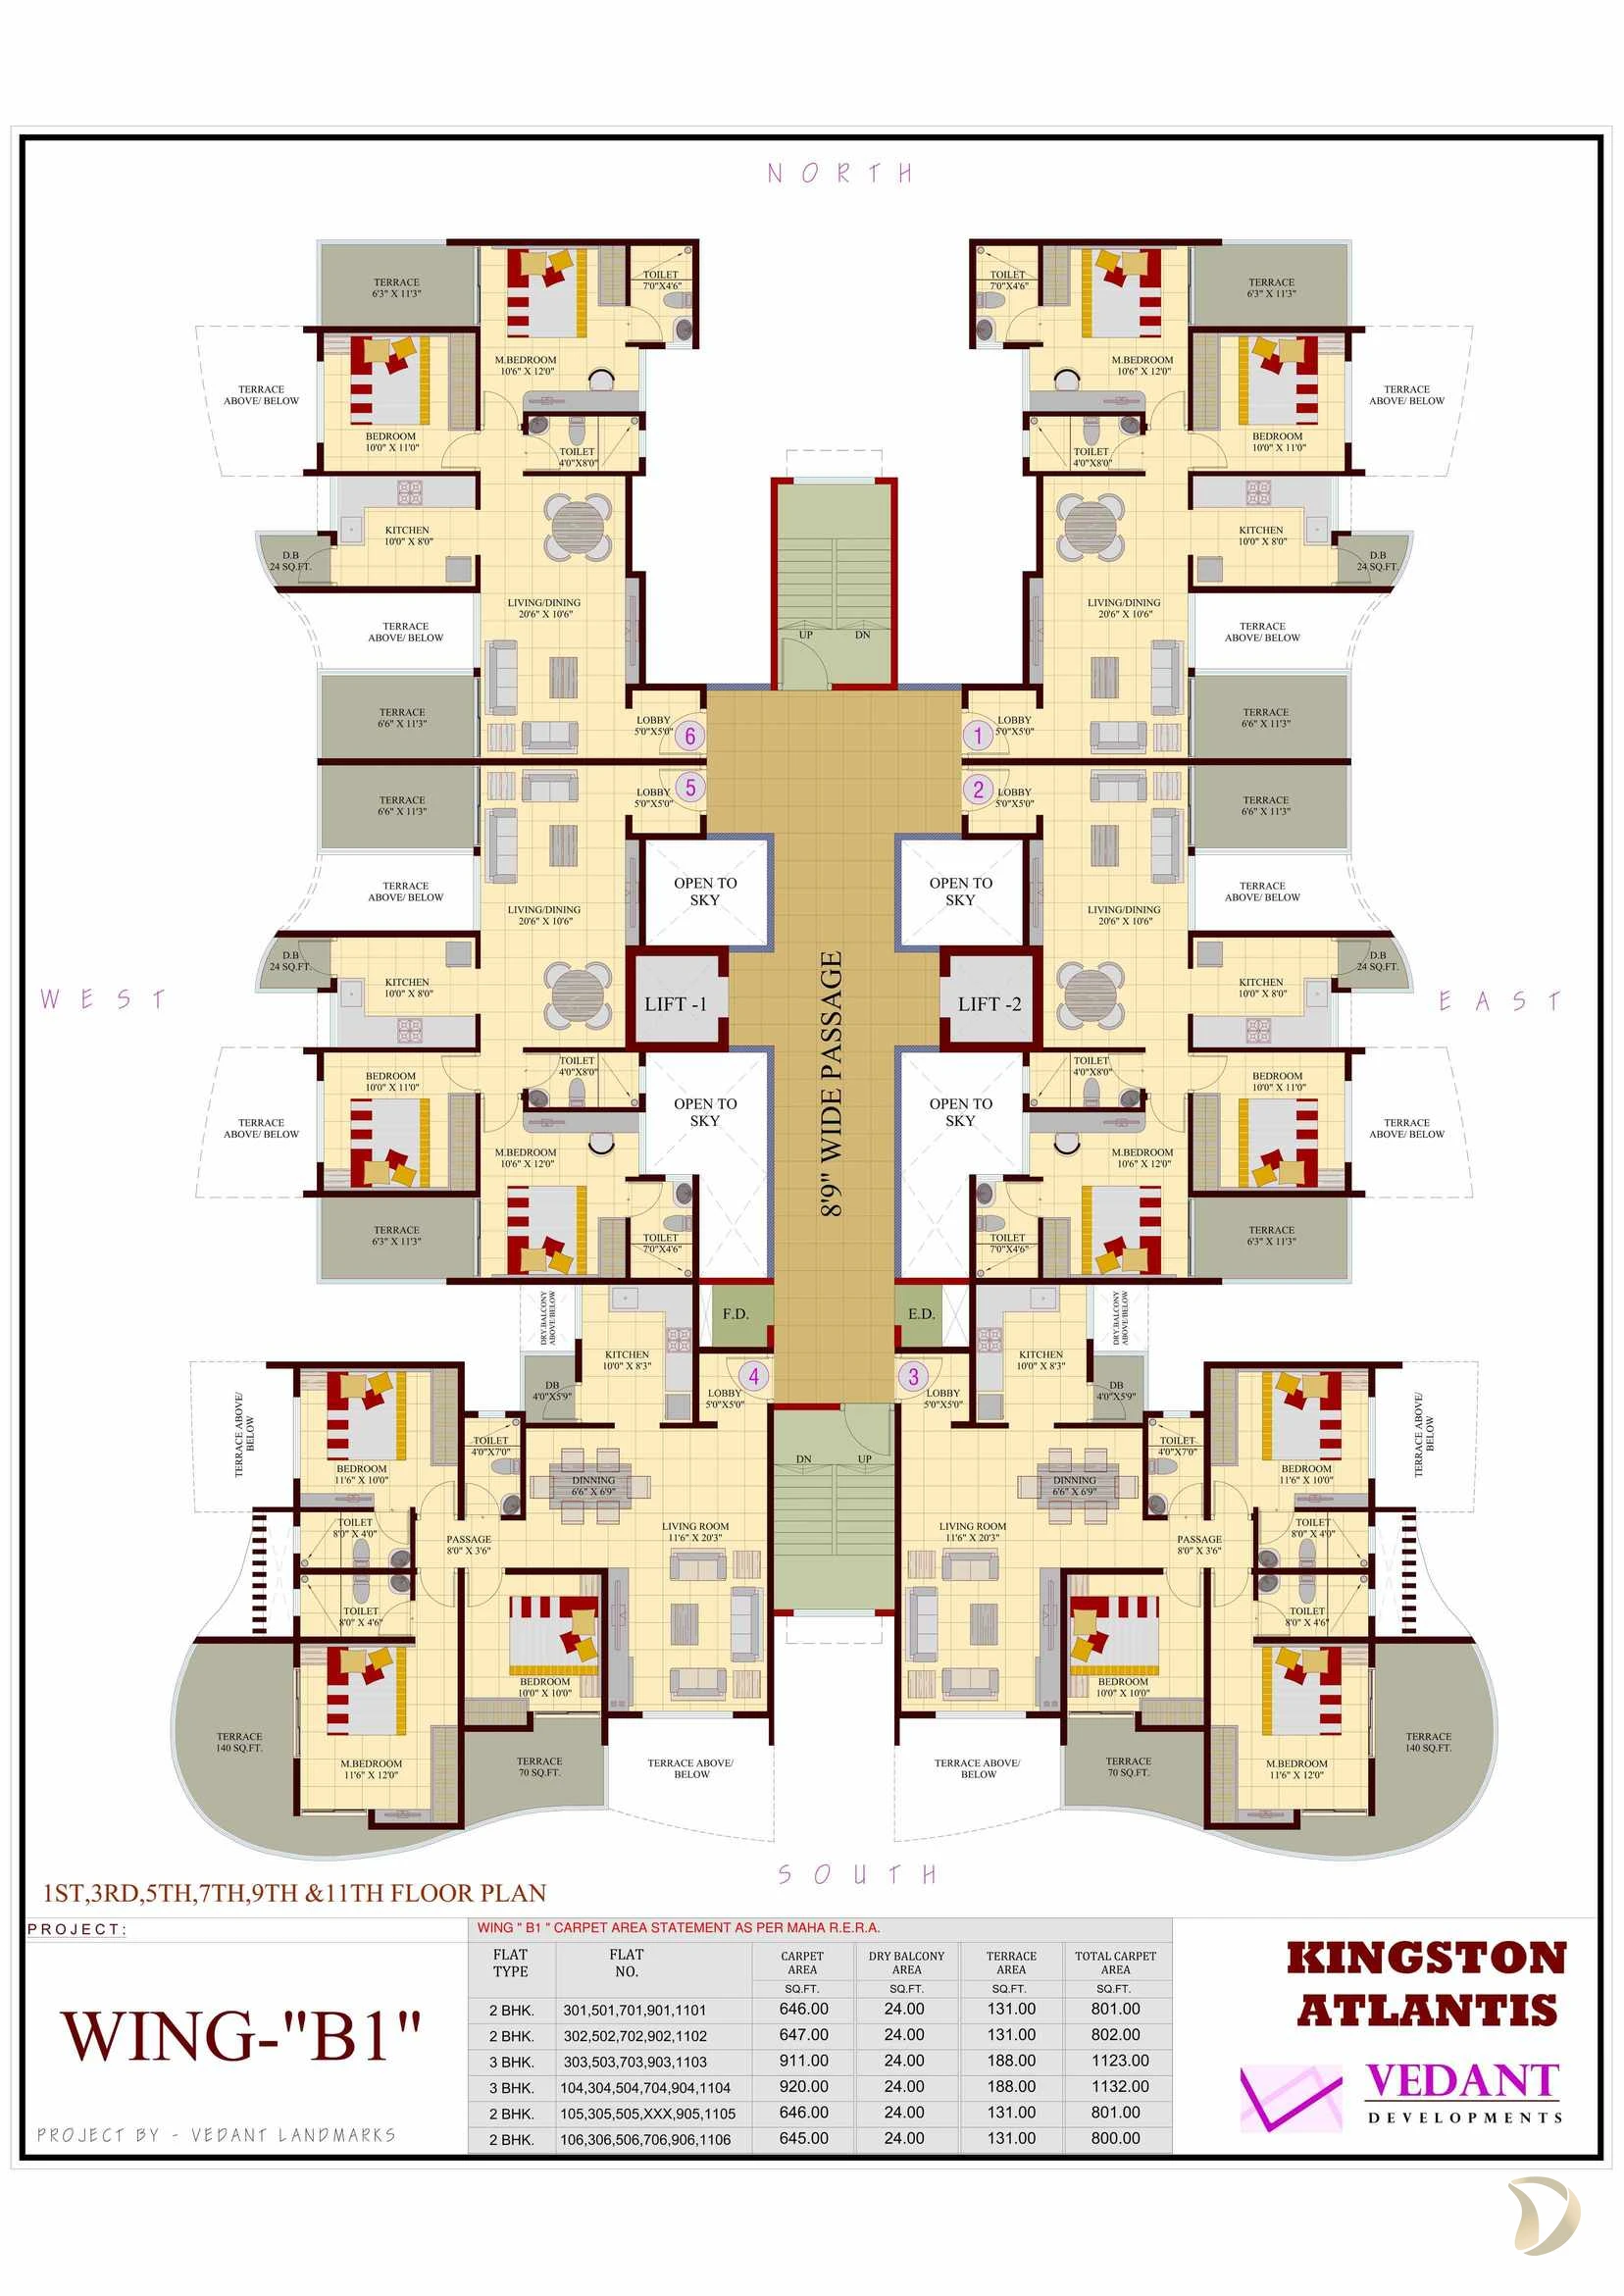 NORTH
TERRACE
6'3" X 11'3"
TOILET
7'0"X4'6"
TOILET
7'0"X4'6"
TERRACE
6'3" X 11'3"
M.BEDROOM
10'6" X 12'0"
M.BEDROOM
10'6" X 12'0"
TERRACE
ABOVE/ BELOW
TERRACE
ABOVE/ BELOW
BEDROOM
10'0" X 11'0"
TOILET
4'0"X8'0"
TOILET
4'0"X8'0"
BEDROOM
10'0" X 11'0"
KITCHEN
10'0" X 8'0"
KITCHEN
10'0" X 8'0"
D.B
24 SQ.FT.
D.B
24 SQ.FT.
LIVING/DINING
20'6" X 10'6"
LIVING/DINING
20'6" X 10'6"
TERRACE
ABOVE/ BELOW
UP
DN
TERRACE
ABOVE/ BELOW
TERRACE
6'6" X 11'3"
LOBBY
5'0"X5'0"
6
1
LOBBY
5'0"X5'0"
TERRACE
6'6" X 11'3"
TERRACE
6'6" X 11'3"
LOBBY
5'0"X5'0"
5
2
LOBBY
5'0"X5'0"
TERRACE
6'6" X 11'3"
TERRACE
ABOVE/ BELOW
OPEN TO
SKY
OPEN TO
SKY
TERRACE
ABOVE/ BELOW
LIVING/DINING
20'6" X 10'6"
LIVING/DINING
20'6" X 10'6"
D.B
24 SQ.FT.
D.B
24 SQ.FT.
KITCHEN
10'0" X 8'0"
KITCHEN
10'0" X 8'0"
WEST
LIFT -1
8'9" WIDE PASSAGE
LIFT -2
EAST
BEDROOM
10'0" X 11'0"
TOILET
4'0"X8'0"
TOILET
4'0"X8'0"
BEDROOM
10'0" X 11'0"
OPEN TO
SKY
OPEN TO
SKY
TERRACE
ABOVE/ BELOW
TERRACE
ABOVE/ BELOW
M.BEDROOM
10'6" X 12'0"
M.BEDROOM
10'6" X 12'0"
TERRACE
6'3" X 11'3"
TOILET
7'0"X4'6"
TOILET
7'0"X4'6"
TERRACE
6'3" X 11'3"
DRY.BALCONY
ABOVE/BELOW
F.D.
E.D.
DRY.BALCONY
ABOVE/BELOW
KITCHEN
10'0" X 8'3"
KITCHEN
10'0" X 8'3"
DB
4'0"X5'9"
LOBBY
5'0"X5'0"
4
3
LOBBY
5'0"X5'0"
DB
4'0"X5'9"
TERRACE ABOVE/
BELOW
TERRACE ABOVE/
BELOW
TOILET
4'0"X7'0"
TOILET
4'0"X7'0"
BEDROOM
11'6" X 10'0"
DINNING
6'6" X 6'9"
DN
UP
DINNING
6'6" X 6'9"
BEDROOM
11'6" X 10'0"
TOILET
8'0" X 4'0"
PASSAGE
8'0" X 3'6"
LIVING ROOM
11'6" X 20'3"
LIVING ROOM
11'6" X 20'3"
PASSAGE
8'0" X 3'6"
TOILET
8'0" X 4'0"
TOILET
8'0" X 4'6"
TOILET
8'0" X 4'6"
BEDROOM
10'0" X 10'0"
BEDROOM
10'0" X 10'0"
TERRACE
140 SQ.FT.
TERRACE
140 SQ.FT.
M.BEDROOM
11'6" X 12'0"
TERRACE
70 SQ.FT.
TERRACE ABOVE/
BELOW
TERRACE ABOVE/
BELOW
TERRACE
70 SQ.FT.
M.BEDROOM
11'6" X 12'0"
SOUTH
1ST,3RD,5TH,7TH,9TH &11TH FLOOR PLAN
PROJECT:
WING-"B1"
PROJECT BY - VEDANT LANDMARKS
WING " B1 " CARPET AREA STATEMENT AS PER MAHA R.E.R.A.
FLAT TYPE FLAT NO. CARPET AREA DRY BALCONY AREA TERRACE AREA TOTAL CARPET AREA
SQ.FT. SQ.FT. SQ.FT. SQ.FT.
2 BHK. 301,501,701,901,1101 646.00 24.00 131.00 801.00
2 BHK. 302,502,702,902,1102 647.00 24.00 131.00 802.00
3 BHK. 303,503,703,903,1103 911.00 24.00 188.00 1123.00
3 BHK. 104,304,504,704,904,1104 920.00 24.00 188.00 1132.00
2 BHK. 105,305,505,XXX,905,1105 646.00 24.00 131.00 801.00
2 BHK. 106,306,506,706,906,1106 645.00 24.00 131.00 800.00
KINGSTON
ATLANTIS
VEDANT
DEVELOPMENTS